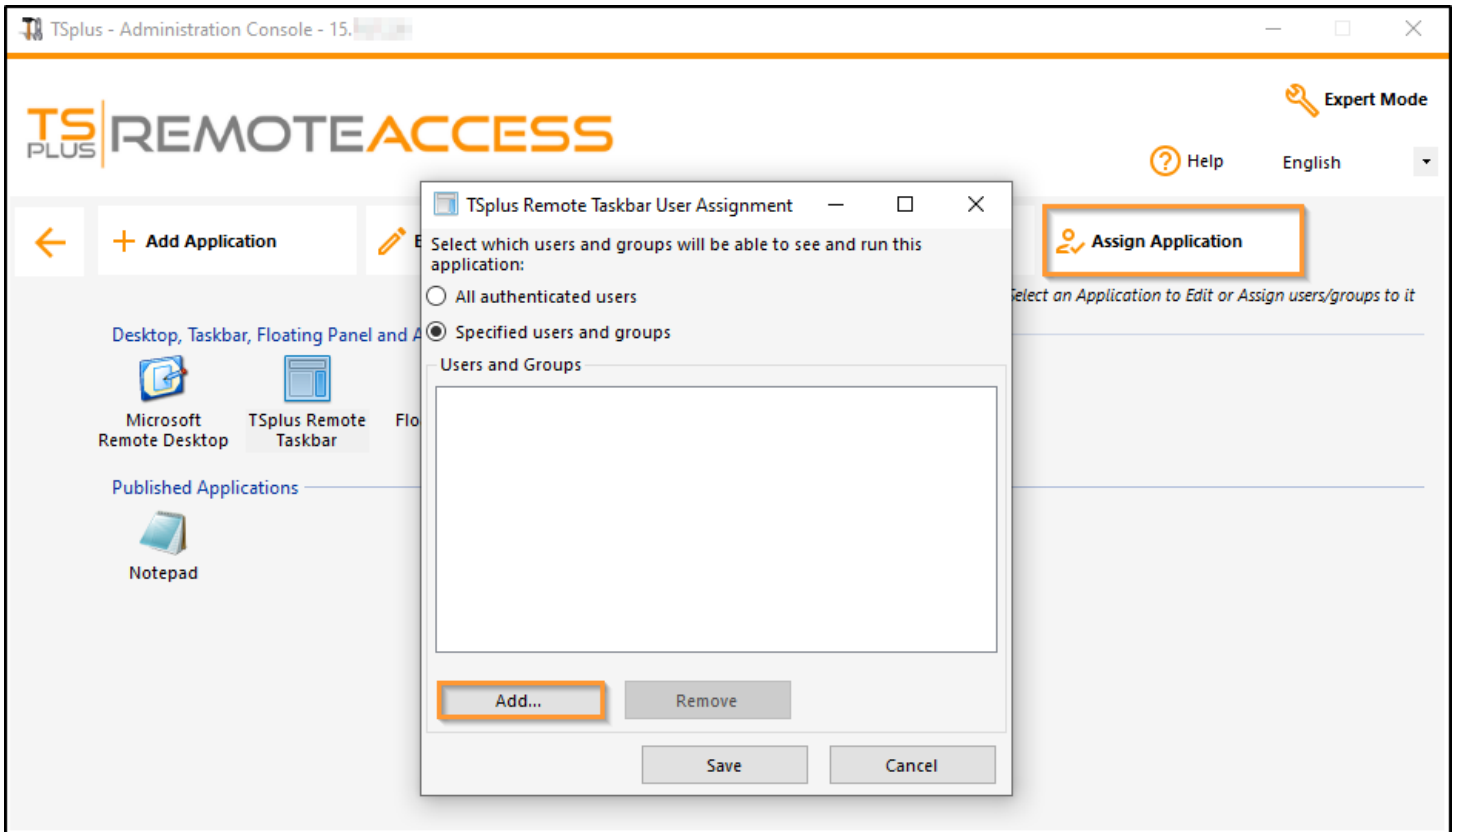 TSplus - Administration Console - 15.
Expert Mode
TS PLUS REMOTEACCESS
Help
English
TSplus Remote Taskbar User Assignment
Add Application
Assign Application
Select which users and groups will be able to see and run this
application:
Select an Application to Edit or Assign users/groups to it
All authenticated users
Specified users and groups
Desktop, Taskbar, Floating Panel and
Users and Groups
Microsoft
Remote Desktop
TSplus Remote
Taskbar
Flo
Published Applications
Notepad
Add...
Remove
Save
Cancel